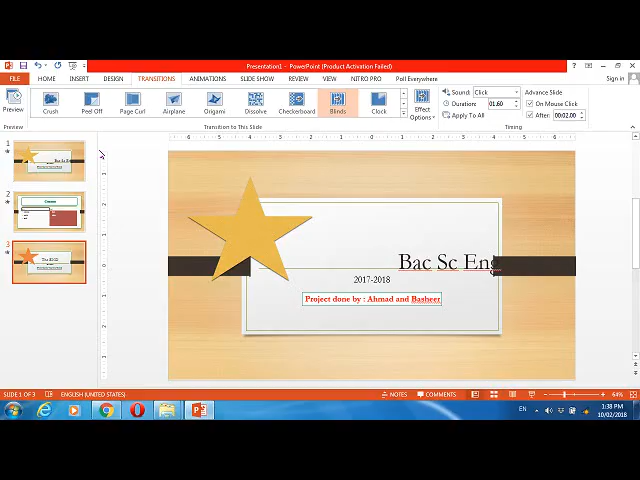 Presentation1 - PowerPoint (Product Activation Failed)
FILE HOME INSERT DESIGN TRANSITIONS ANIMATIONS SLIDE SHOW REVIEW VIEW NITRO PRO Poll Everywhere Sign in
Preview Crush Peel Off Page Curl Airplane Origami Dissolve Checkerboard Blinds Clock Effect Options
Sound: Click
Duration: 01.60
Apply To All
Advance Slide
On Mouse Click
After: 00:02.00
Preview Transition to This Slide Timing
1
2
3
Bac Sc Eng
2017-2018
Project done by : Ahmad and Basheer
SLIDE 1 OF 3 ENGLISH (UNITED STATES) NOTES COMMENTS 64%
EN 1:38 PM
10/02/2018